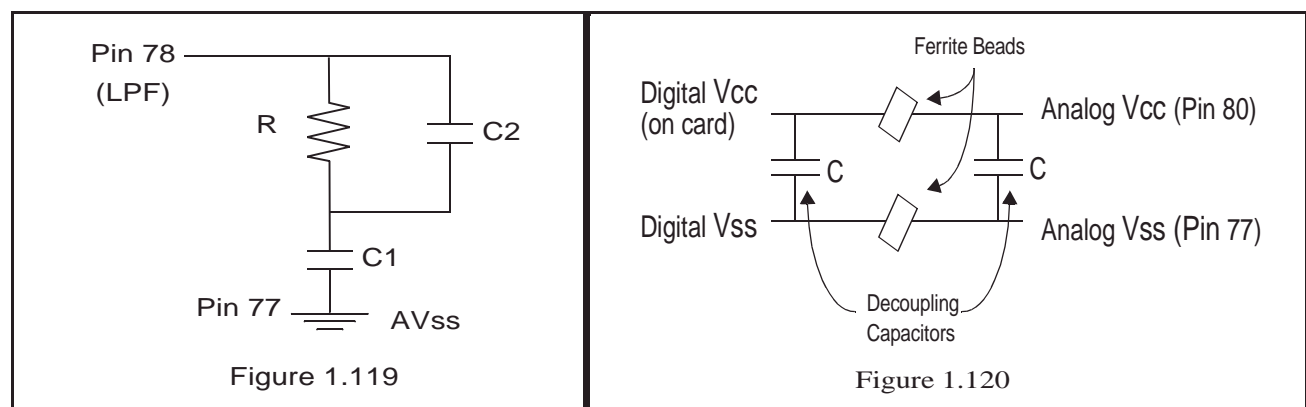 Pin 78
(LPF)
R
C2
C1
Pin 77
AVss
Figure 1.119
Ferrite Beads
Digital Vcc
(on card)
Analog Vcc (Pin 80)
C
C
Digital Vss
Analog Vss (Pin 77)
Decoupling
Capacitors
Figure 1.120